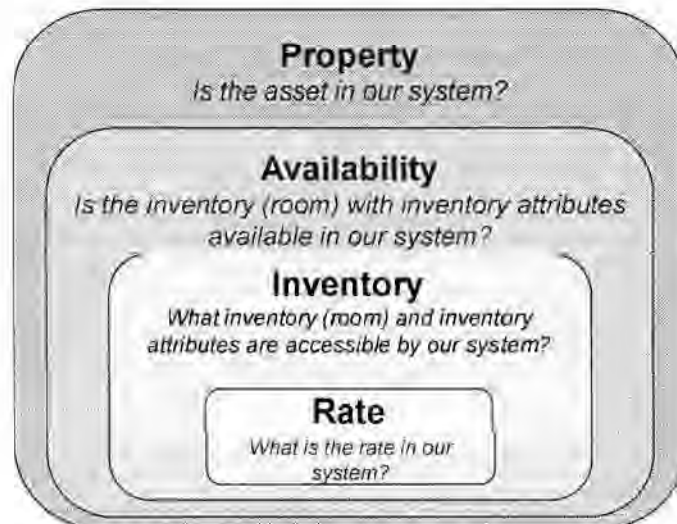 Property
Is the asset in our system?
Availability
Is the inventory (room) with inventory attributes
available in our system?
Inventory
What inventory (room) and inventory
attributes are accessible by our system?
Rate
What is the rate in our
system?